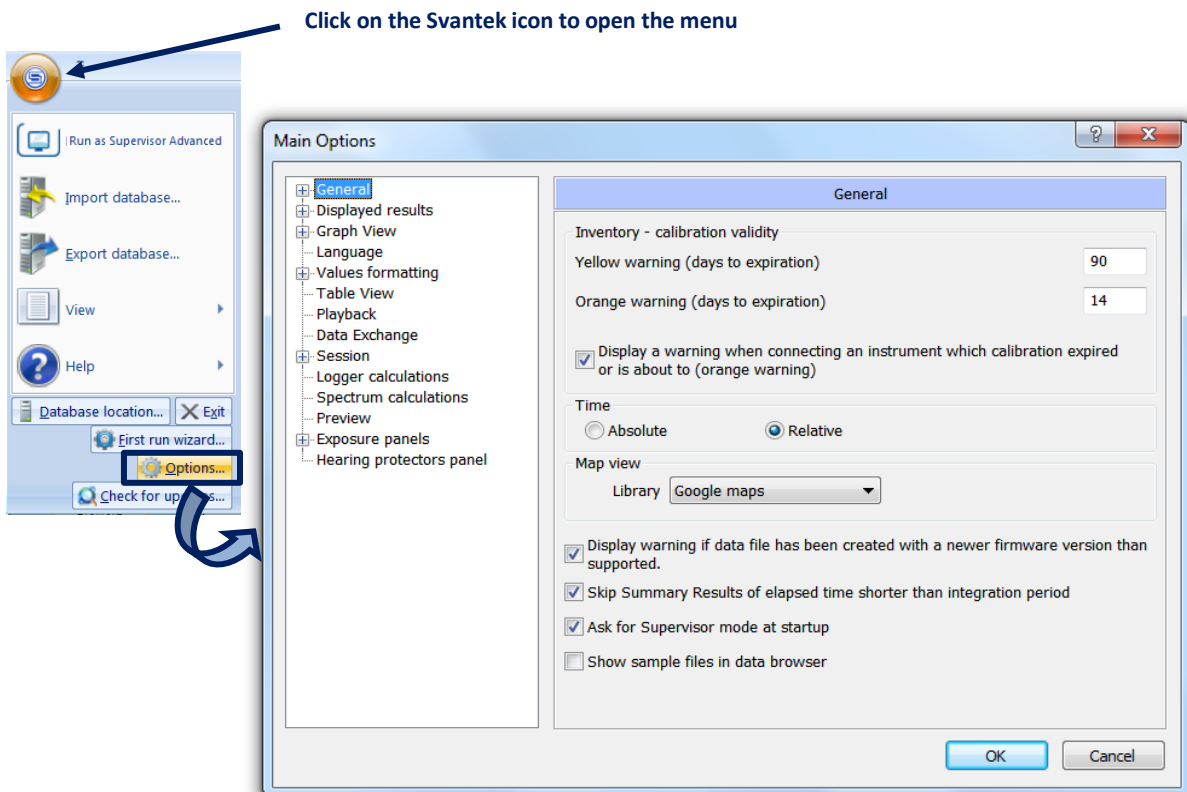 Click on the Svantek icon to open the menu
Run as Supervisor Advanced
Import database...
Export database...
View
Help
Database location...
Exit
First run wizard...
Options...
Check for up s...
Main Options
General
Displayed results
Graph View
Language
Values formatting
Table View
Playback
Data Exchange
Session
Logger calculations
Spectrum calculations
Preview
Exposure panels
Hearing protectors panel
General
Inventory - calibration validity
Yellow warning (days to expiration) 90
Orange warning (days to expiration) 14
Display a warning when connecting an instrument which calibration expired
or is about to (orange warning)
Time
Absolute Relative
Map view
Library Google maps
Display warning if data file has been created with a newer firmware version than
supported.
Skip Summary Results of elapsed time shorter than integration period
Ask for Supervisor mode at startup
Show sample files in data browser
OK Cancel